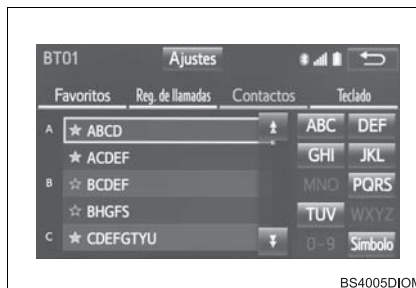 BT01 Ajustes
Favoritos Reg. de llamadas Contactos Teclado
A ★ ABCD ABC DEF
★ ACDEF GHI JKL
B ☆ BCDEF MNO PQRS
☆ BHGFS TUV WXYZ
C ★ CDEFGTYU 0-9 Símbolo
BS4005DIOM